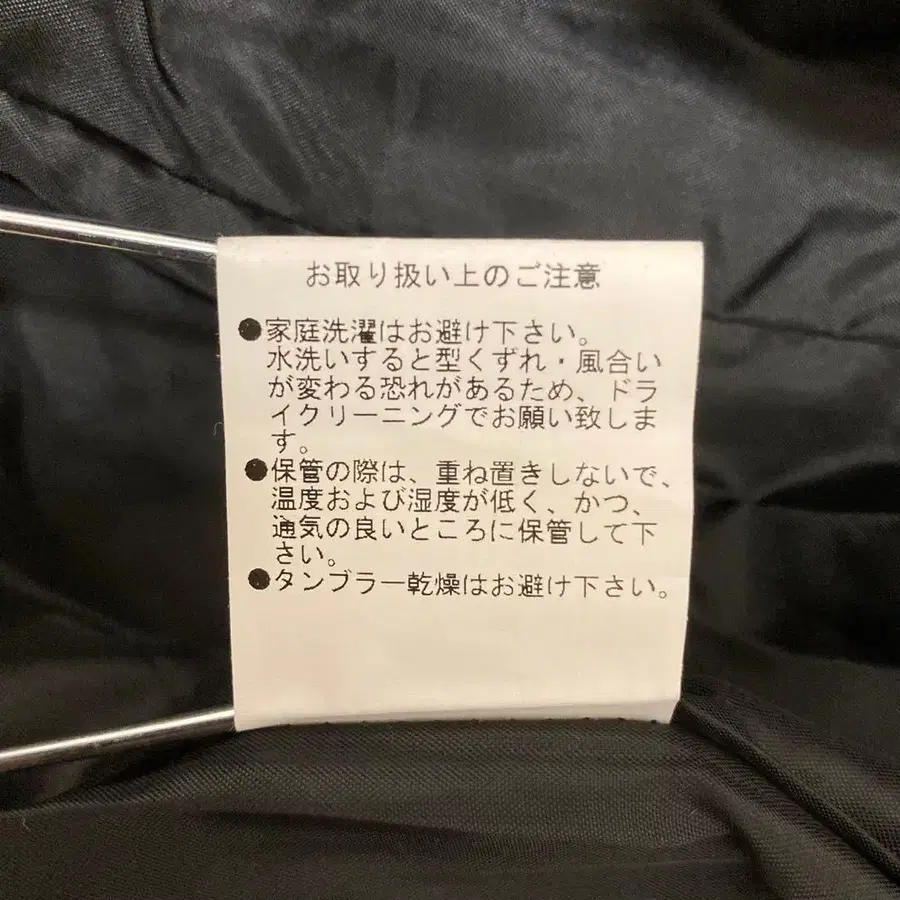 お取り扱い上のご注意
●家庭洗濯はお避け下さい。
水洗いすると型くずれ・風合い
が変わる恐れがあるため、ドラ
イクリーニングでお願い致しま
す。
●保管の際は、重ね置きしないで、
温度および湿度が低く、かつ、
通気の良いところに保管して下
さい。
●タンブラー乾燥はお避け下さい。